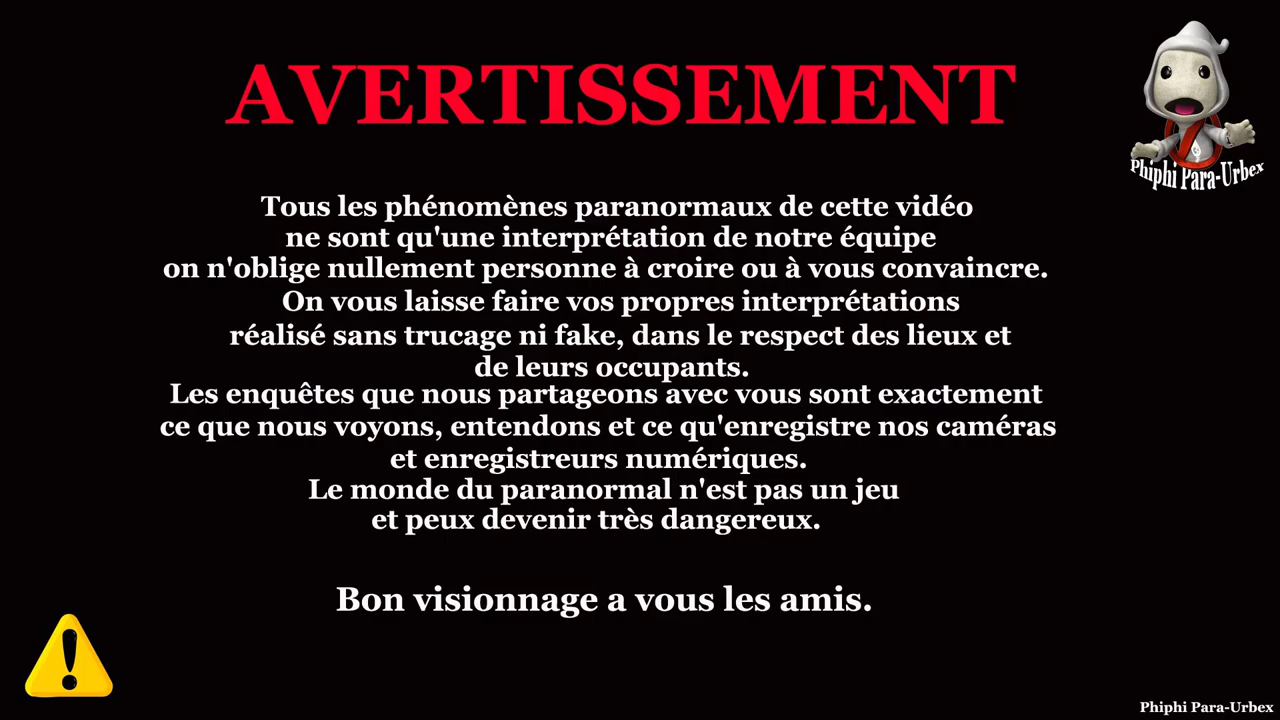 AVERTISSEMENT
Phiphi Para-Urbex
Tous les phénomènes paranormaux de cette vidéo
ne sont qu'une interprétation de notre équipe
on n'oblige nullement personne à croire ou à vous convaincre.
On vous laisse faire vos propres interprétations
réalisé sans trucage ni fake, dans le respect des lieux et
de leurs occupants.
Les enquêtes que nous partageons avec vous sont exactement
ce que nous voyons, entendons et ce qu'enregistre nos caméras
et enregistreurs numériques.
Le monde du paranormal n'est pas un jeu
et peux devenir très dangereux.
Bon visionnage a vous les amis.
Phiphi Para-Urbex